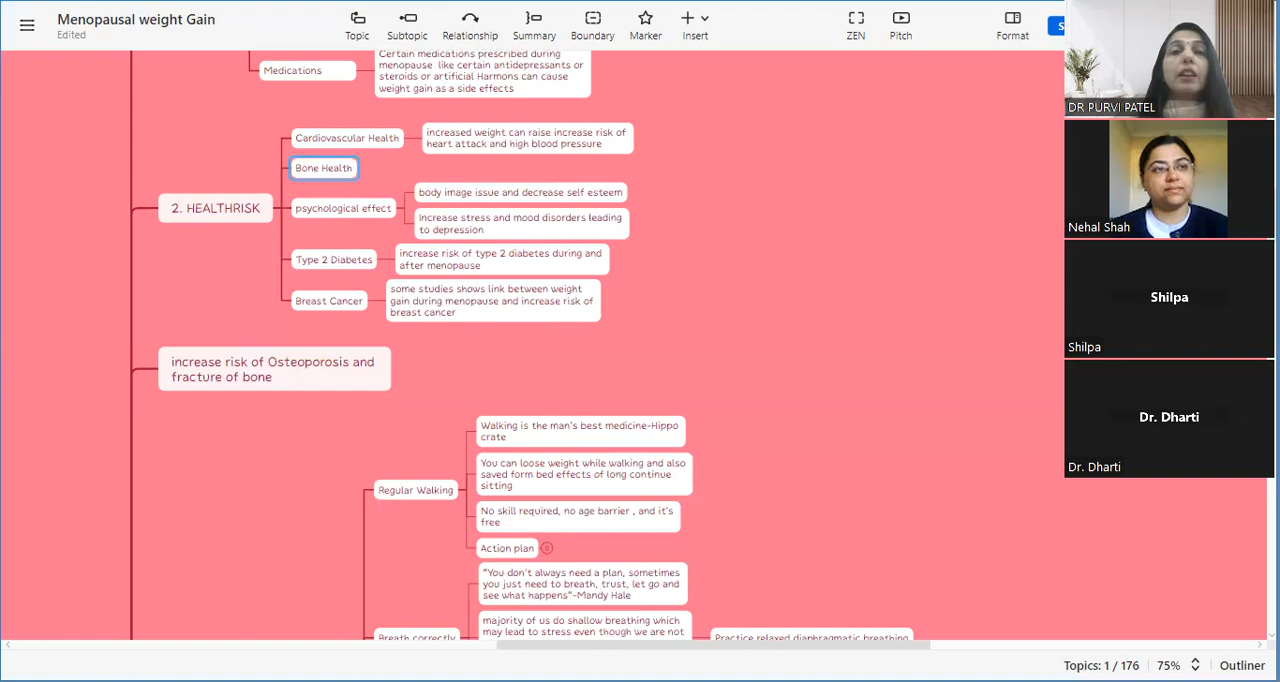 Menopausal weight Gain
Edited
Topic
Subtopic
Relationship
Summary
Boundary
Marker
Insert
ZEN
Pitch
Format
S
Medications
Certain medications prescribed during
menopause like certain antidepressants or
steroids or artificial Harmons can cause
weight gain as a side effects
2. HEALTHRISK
Cardiovascular Health
increased weight can raise increase risk of
heart attack and high blood pressure
Bone Health
psychological effect
body image issue and decrease self esteem
Increase stress and mood disorders leading
to depression
Type 2 Diabetes
increase risk of type 2 diabetes during and
after menopause
Breast Cancer
some studies shows link between weight
gain during menopause and increase risk of
breast cancer
increase risk of Osteoporosis and
fracture of bone
Regular Walking
Walking is the man's best medicine-Hippo
crate
You can loose weight while walking and also
saved form bed effects of long continue
sitting
No skill required, no age barrier , and it's
free
Action plan
6
Breath correctly
"You don't always need a plan, sometimes
you just need to breath, trust, let go and
see what happens"-Mandy Hale
majority of us do shallow breathing which
may lead to stress even though we are not
Practice relaxed diaphragmatic breathing
DR PURVI PATEL
Nehal Shah
Shilpa
Shilpa
Dr. Dharti
Dr. Dharti
Topics: 1 / 176
75%
Outliner